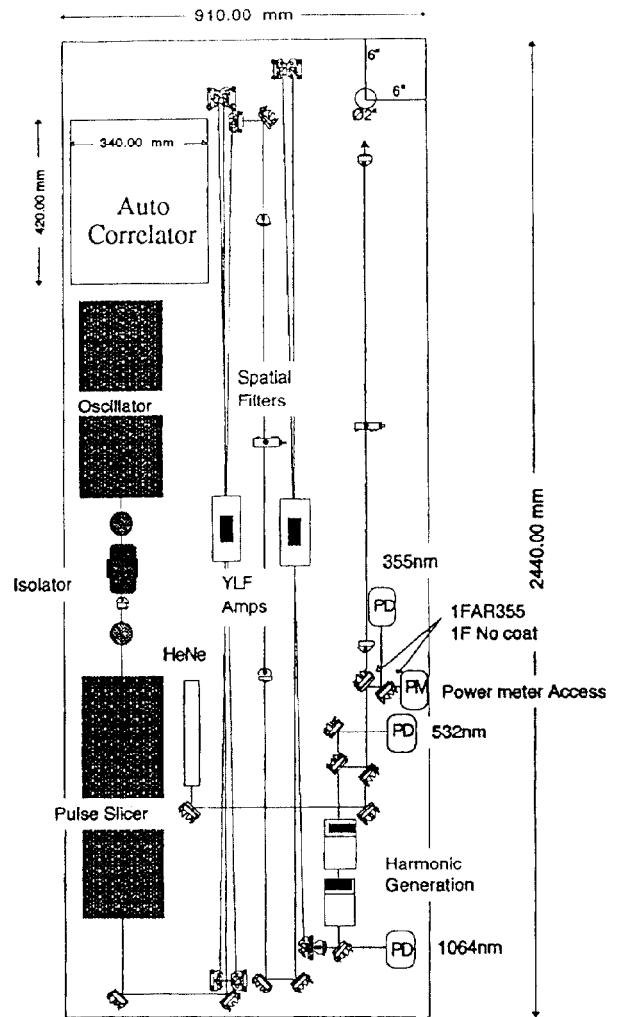 910.00 mm
6"
6"
Ø2"
340.00 mm
420.00 mm
Auto
Correlator
Spatial
Filters
Oscillator
2440.00 mm
355nm
Isolator
YLF
Amps
PD
1FAR355
1F No coat
HeNe
PM
Power meter Access
PD
532nm
Pulse Slicer
Harmonic
Generation
PD
1064nm